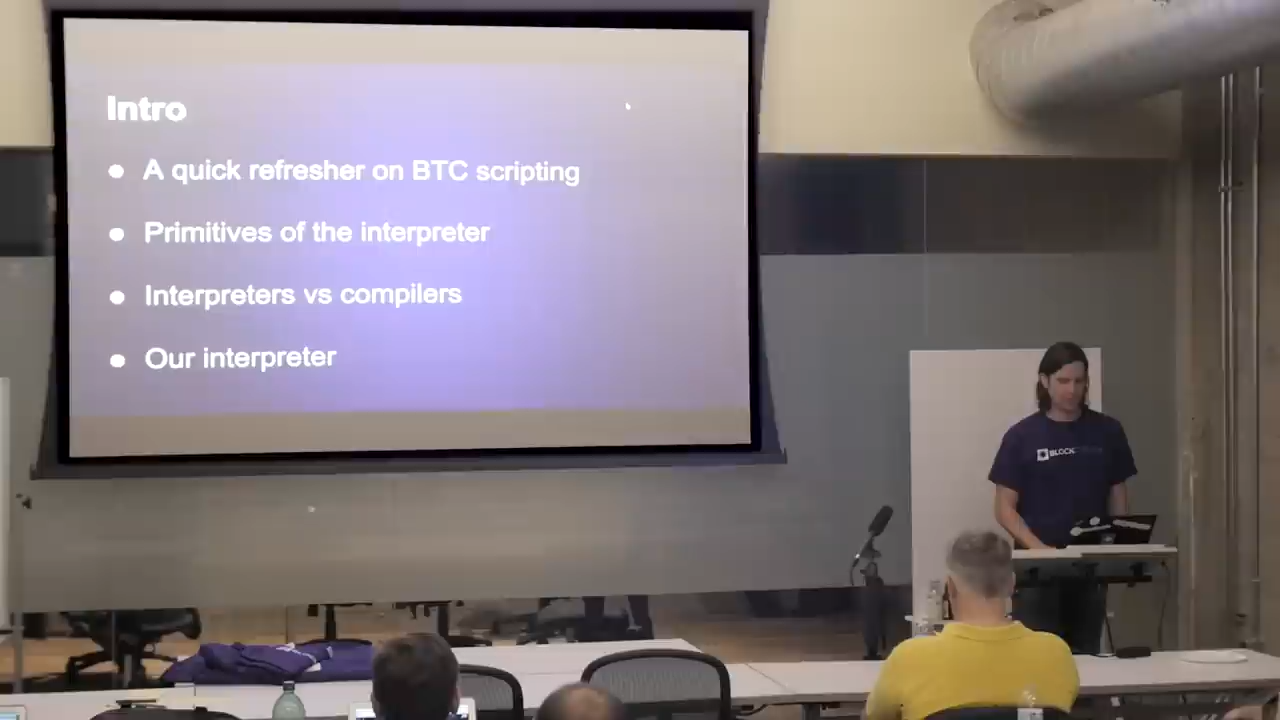 Intro
● A quick refresher on BTC scripting
● Primitives of the interpreter
● Interpreters vs compilers
● Our interpreter